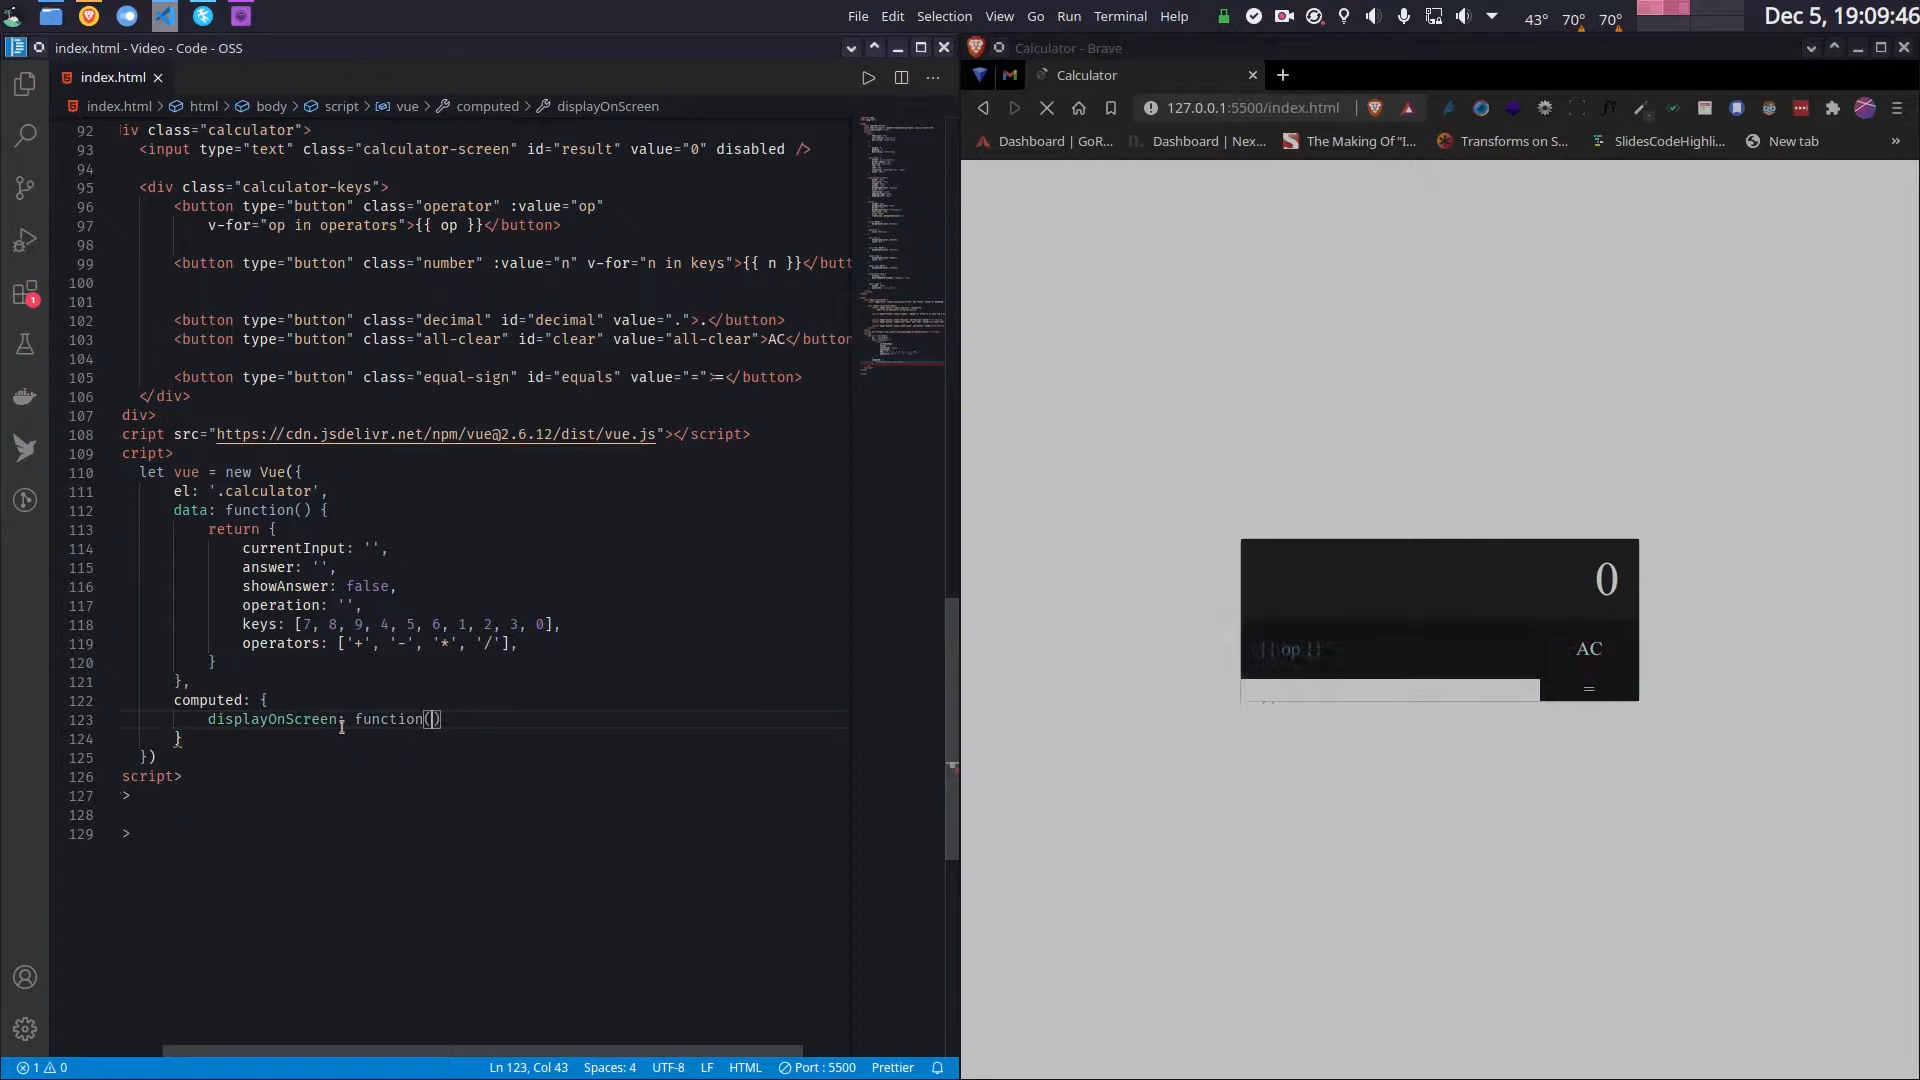 File Edit Selection View Go Run Terminal Help
43° 70° 70°
Dec 5, 19:09:46
index.html - Video - Code - OSS
index.html
index.html html body script vue computed displayOnScreen
92 iv class="calculator">
93 <input type="text" class="calculator-screen" id="result" value="0" disabled />
94
95 <div class="calculator-keys">
96 <button type="button" class="operator" :value="op"
97 v-for="op in operators">{{ op }}</button>
98
99 <button type="button" class="number" :value="n" v-for="n in keys">{{ n }}</butt
100
101
102 <button type="button" class="decimal" id="decimal" value=".">.</button>
103 <button type="button" class="all-clear" id="clear" value="all-clear">AC</button
104
105 <button type="button" class="equal-sign" id="equals" value="=">=</button>
106 </div>
107 div>
108 cript src="https://cdn.jsdelivr.net/npm/vue@2.6.12/dist/vue.js"></script>
109 cript>
110 let vue = new Vue({
111 el: '.calculator',
112 data: function() {
113 return {
114 currentInput: '',
115 answer: '',
116 showAnswer: false,
117 operation: '',
118 keys: [7, 8, 9, 4, 5, 6, 1, 2, 3, 0],
119 operators: ['+', '-', '*', '/'],
120 }
121 },
122 computed: {
123 displayOnScreen: function()
124 }
125 })
126 script>
127 >
128
129 >
1
1 0
Ln 123, Col 43 Spaces: 4 UTF-8 LF HTML Port : 5500 Prettier
Calculator - Brave
Calculator
127.0.0.1:5500/index.html
Dashboard | GoR... Dashboard | Nex... The Making Of "I... Transforms on S... SlidesCodeHighli... New tab »
0
{{ op }} AC
=